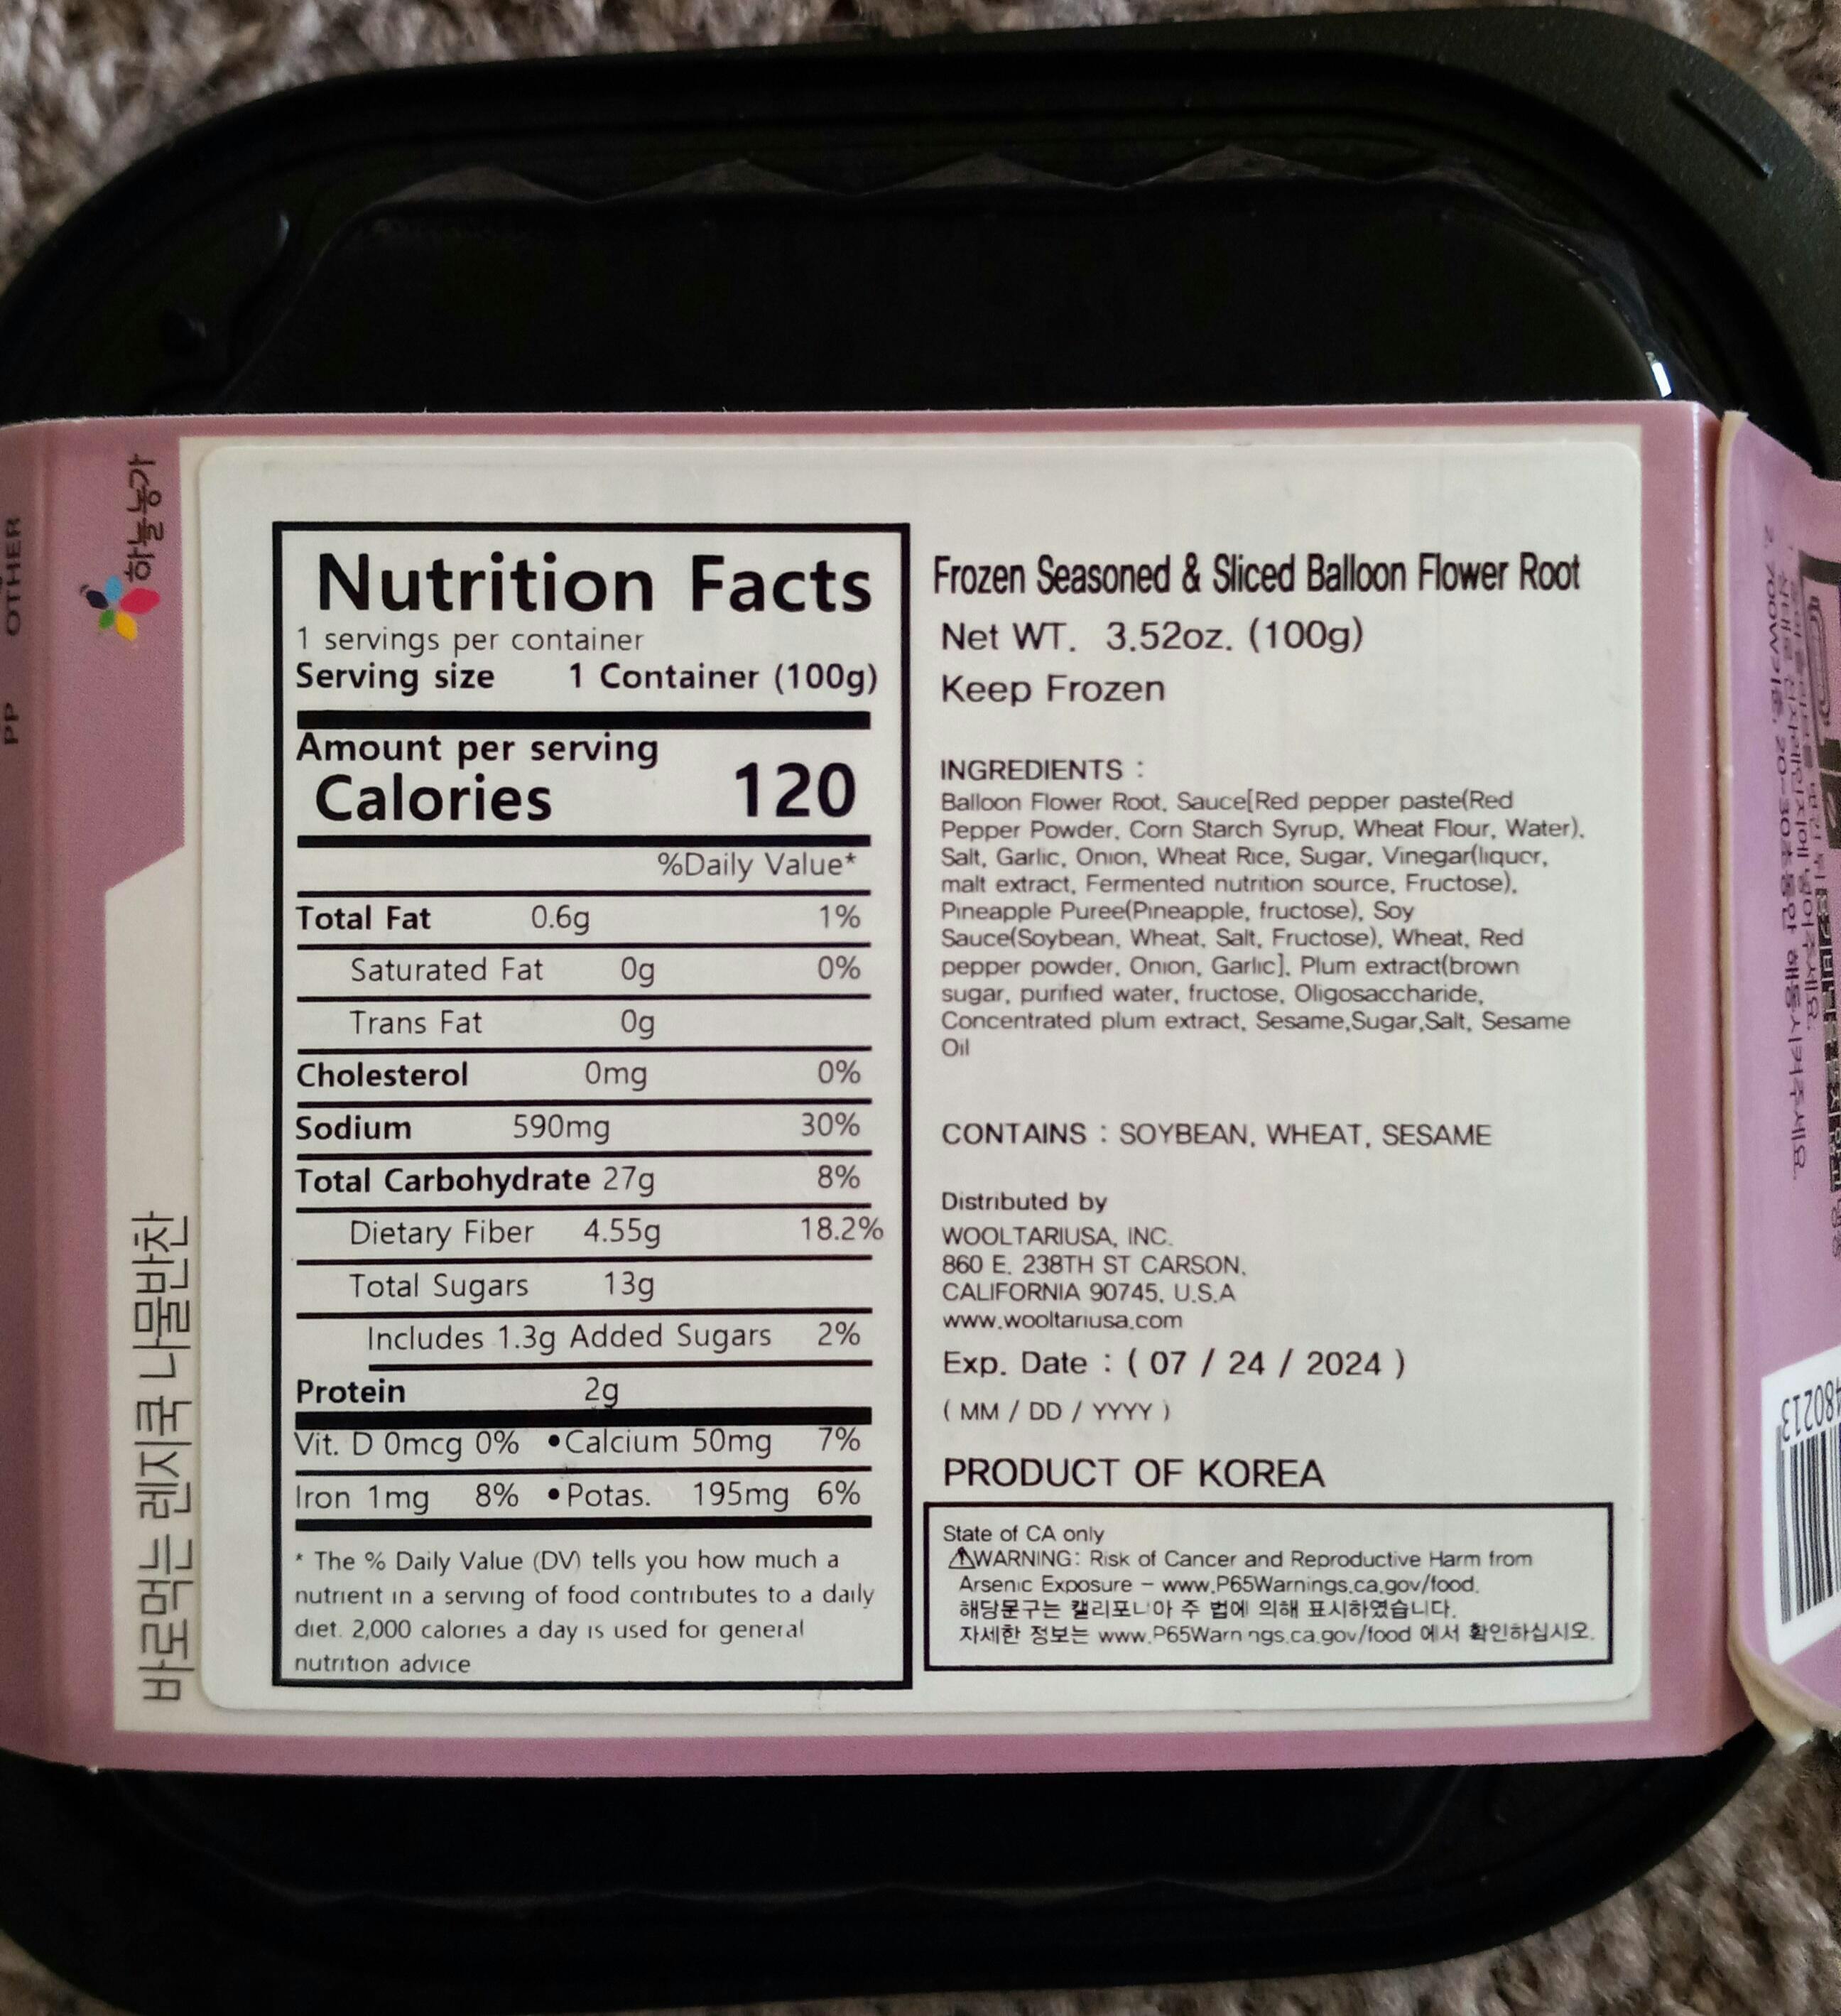 OTHER
PP
하늘농가
바로먹는 렌지쿡 나물반찬
Nutrition Facts
1 servings per container
Serving size 1 Container (100g)
Amount per serving
Calories 120
%Daily Value*
Total Fat 0.6g 1%
Saturated Fat 0g 0%
Trans Fat 0g
Cholesterol 0mg 0%
Sodium 590mg 30%
Total Carbohydrate 27g 8%
Dietary Fiber 4.55g 18.2%
Total Sugars 13g
Includes 1.3g Added Sugars 2%
Protein 2g
Vit. D 0mcg 0% •Calcium 50mg 7%
Iron 1mg 8% •Potas. 195mg 6%
* The % Daily Value (DV) tells you how much a
nutrient in a serving of food contributes to a daily
diet. 2,000 calories a day is used for general
nutrition advice
Frozen Seasoned & Sliced Balloon Flower Root
Net WT. 3.52oz. (100g)
Keep Frozen
INGREDIENTS :
Balloon Flower Root, Sauce[Red pepper paste(Red
Pepper Powder, Corn Starch Syrup, Wheat Flour, Water),
Salt, Garlic, Onion, Wheat Rice, Sugar, Vinegar(liquor,
malt extract, Fermented nutrition source, Fructose),
Pineapple Puree(Pineapple, fructose), Soy
Sauce(Soybean, Wheat, Salt, Fructose), Wheat, Red
pepper powder, Onion, Garlic], Plum extract(brown
sugar, purified water, fructose, Oligosaccharide,
Concentrated plum extract, Sesame,Sugar,Salt, Sesame
Oil
CONTAINS : SOYBEAN, WHEAT, SESAME
Distributed by
WOOLTARIUSA, INC.
860 E. 238TH ST CARSON,
CALIFORNIA 90745, U.S.A
www.wooltariusa.com
Exp. Date : ( 07 / 24 / 2024 )
( MM / DD / YYYY )
PRODUCT OF KOREA
State of CA only
⚠WARNING: Risk of Cancer and Reproductive Harm from
Arsenic Exposure – www.P65Warnings.ca.gov/food.
해당문구는 캘리포니아 주 법에 의해 표시하였습니다.
자세한 정보는 www.P65Warnings.ca.gov/food 에서 확인하십시오.
480213